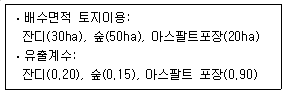 · 배수면적 토지이용:
잔디(30ha), 숲(50ha), 아스팔트포장(20ha)
· 유출계수:
잔디(0.20), 숲(0.15), 아스팔트 포장(0.90)